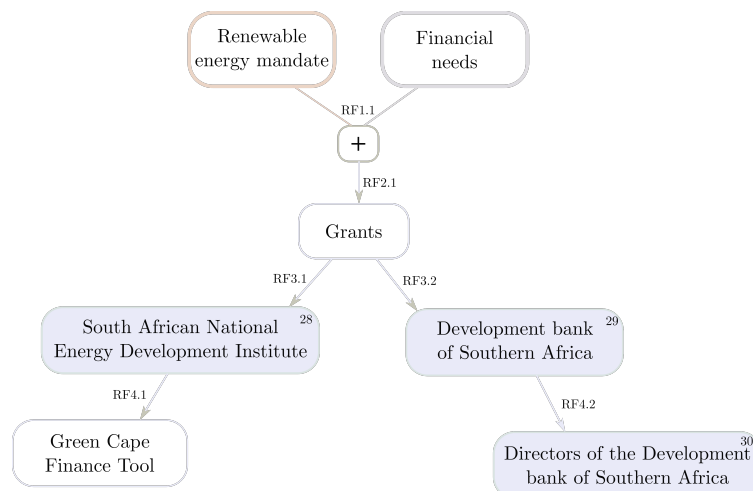 Renewable
energy mandate
Financial
needs
RF1.1
+
RF2.1
Grants
RF3.1
RF3.2
South African National
Energy Development Institute
28
Development bank
of Southern Africa
29
RF4.1
RF4.2
Green Cape
Finance Tool
Directors of the Development
bank of Southern Africa
30